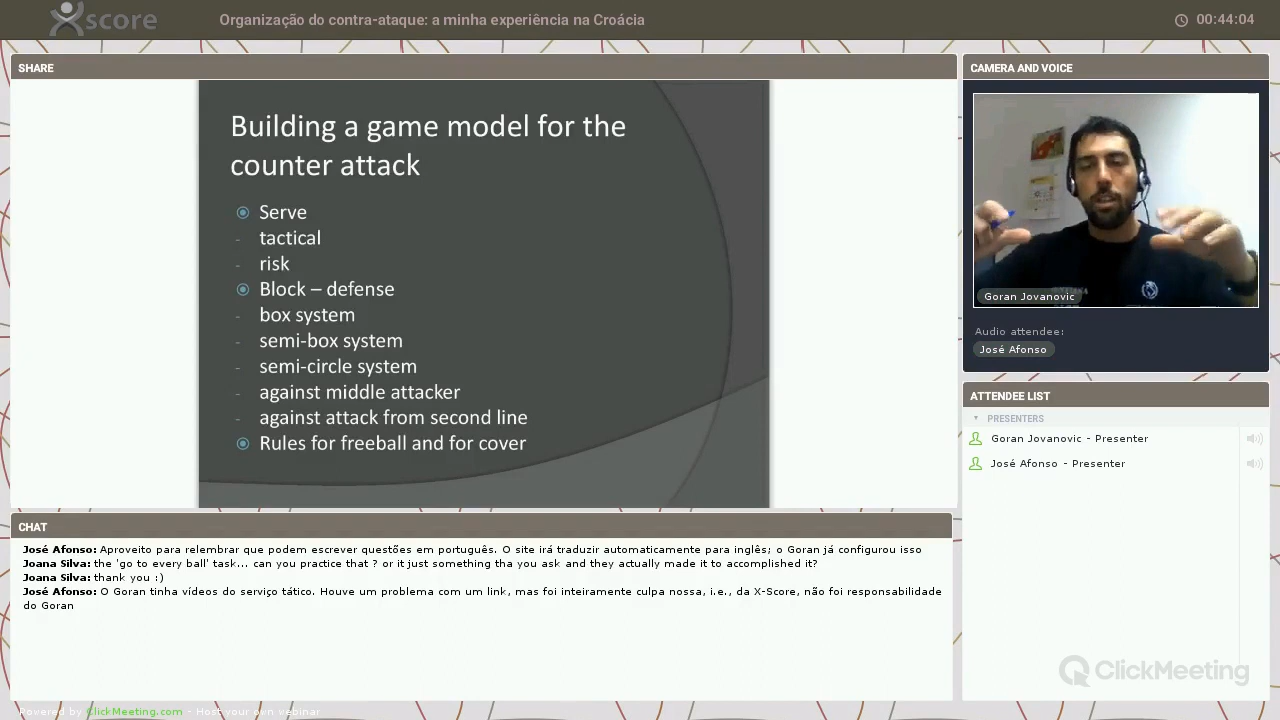 score
Organização do contra-ataque: a minha experiência na Croácia
00:44:04
SHARE
Building a game model for the
counter attack
Serve
- tactical
- risk
Block – defense
- box system
- semi-box system
- semi-circle system
- against middle attacker
- against attack from second line
Rules for freeball and for cover
CAMERA AND VOICE
Goran Jovanovic
Audio attendee:
José Afonso
ATTENDEE LIST
PRESENTERS
Goran Jovanovic - Presenter
José Afonso - Presenter
CHAT
José Afonso: Aproveito para relembrar que podem escrever questões em português. O site irá traduzir automaticamente para inglês; o Goran já configurou isso
Joana Silva: the 'go to every ball' task... can you practice that ? or it just something tha you ask and they actually made it to accomplished it?
Joana Silva: thank you :)
José Afonso: O Goran tinha vídeos do serviço tático. Houve um problema com um link, mas foi inteiramente culpa nossa, i.e., da X-Score, não foi responsabilidade
do Goran
ClickMeeting
Powered by ClickMeeting.com - Host your own webinar